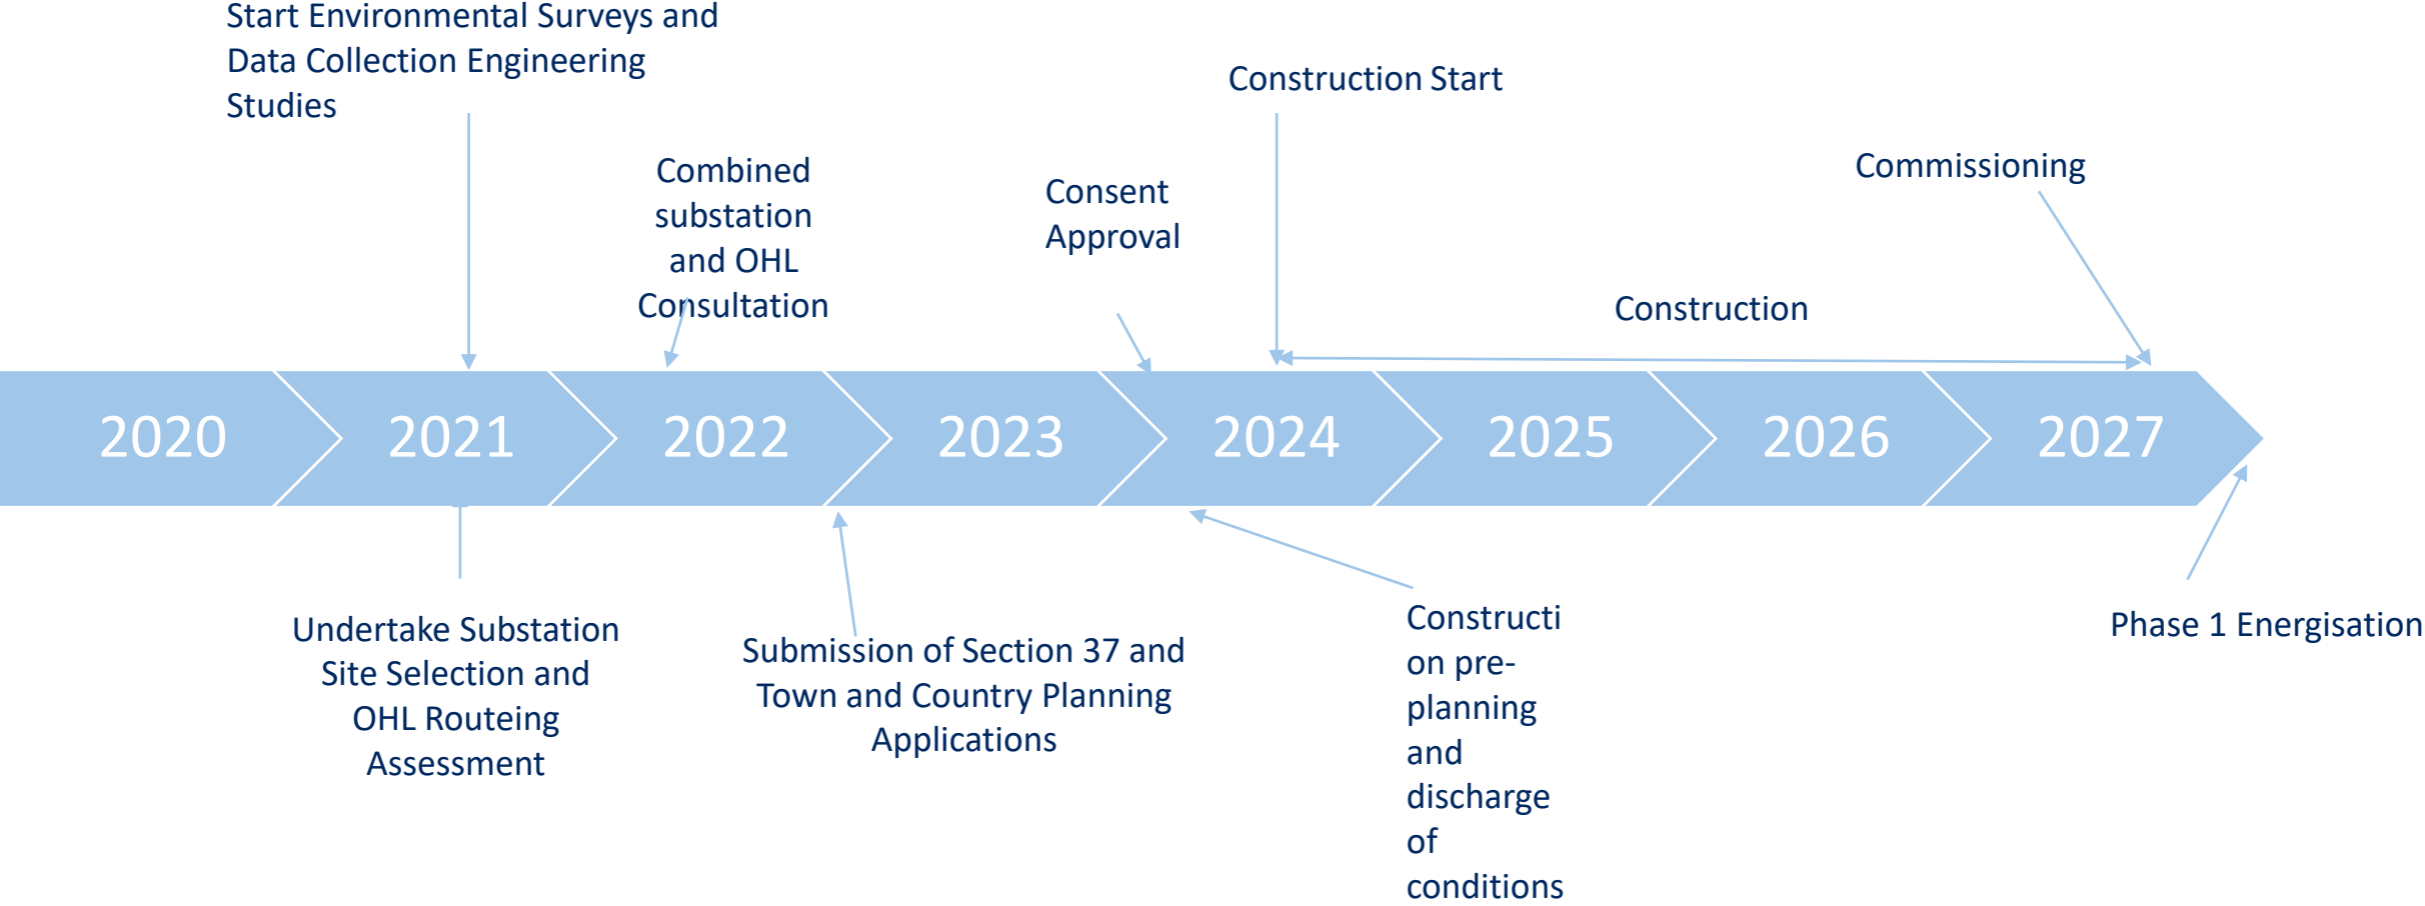 Start Environmental Surveys and
Data Collection Engineering
Studies
Combined
substation
and OHL
Consultation
Consent
Approval
Construction Start
Construction
Commissioning
2020
2021
2022
2023
2024
2025
2026
2027
Undertake Substation
Site Selection and
OHL Routeing
Assessment
Submission of Section 37 and
Town and Country Planning
Applications
Constructi
on pre-
planning
and
discharge
of
conditions
Phase 1 Energisation